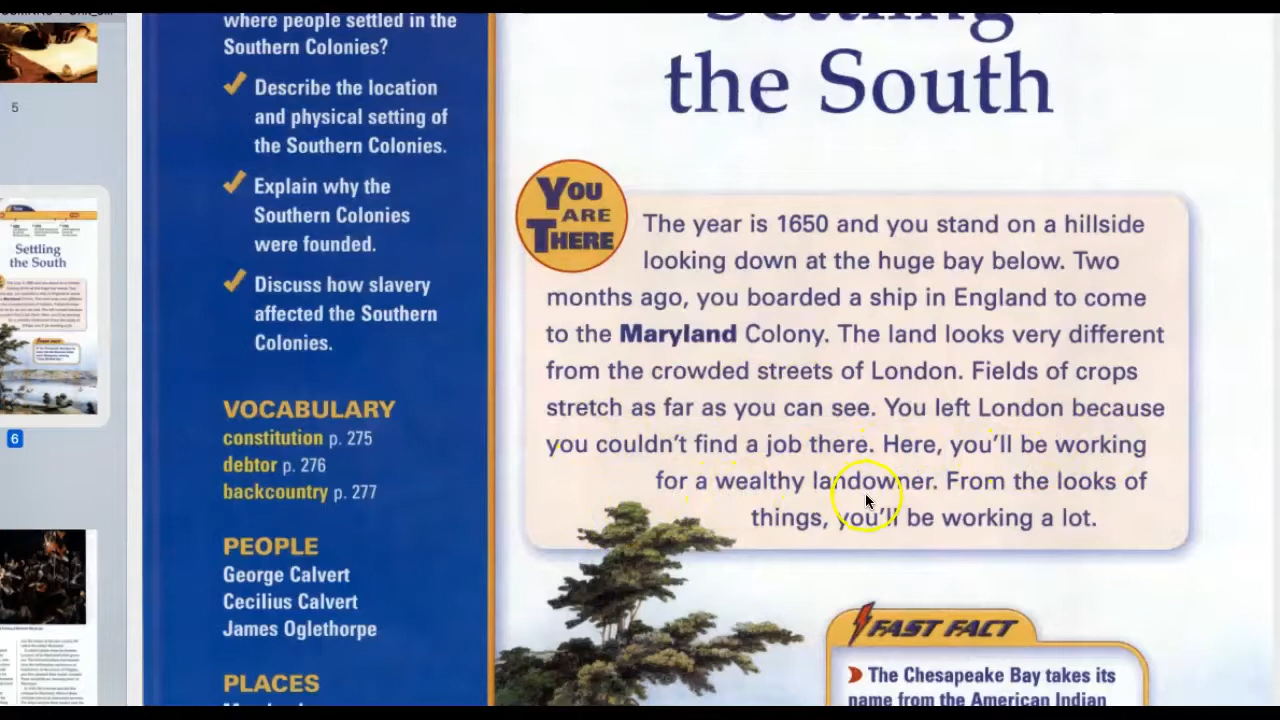 5
6
Settling
the South
where people settled in the
Southern Colonies?
Describe the location
and physical setting of
the Southern Colonies.
Explain why the
Southern Colonies
were founded.
Discuss how slavery
affected the Southern
Colonies.
VOCABULARY
constitution p. 275
debtor p. 276
backcountry p. 277
PEOPLE
George Calvert
Cecilius Calvert
James Oglethorpe
PLACES
Settling
the South
YOU
ARE
THERE
The year is 1650 and you stand on a hillside
looking down at the huge bay below. Two
months ago, you boarded a ship in England to come
to the Maryland Colony. The land looks very different
from the crowded streets of London. Fields of crops
stretch as far as you can see. You left London because
you couldn't find a job there. Here, you'll be working
for a wealthy landowner. From the looks of
things, you'll be working a lot.
FAST FACT
The Chesapeake Bay takes its
name from the American Indian